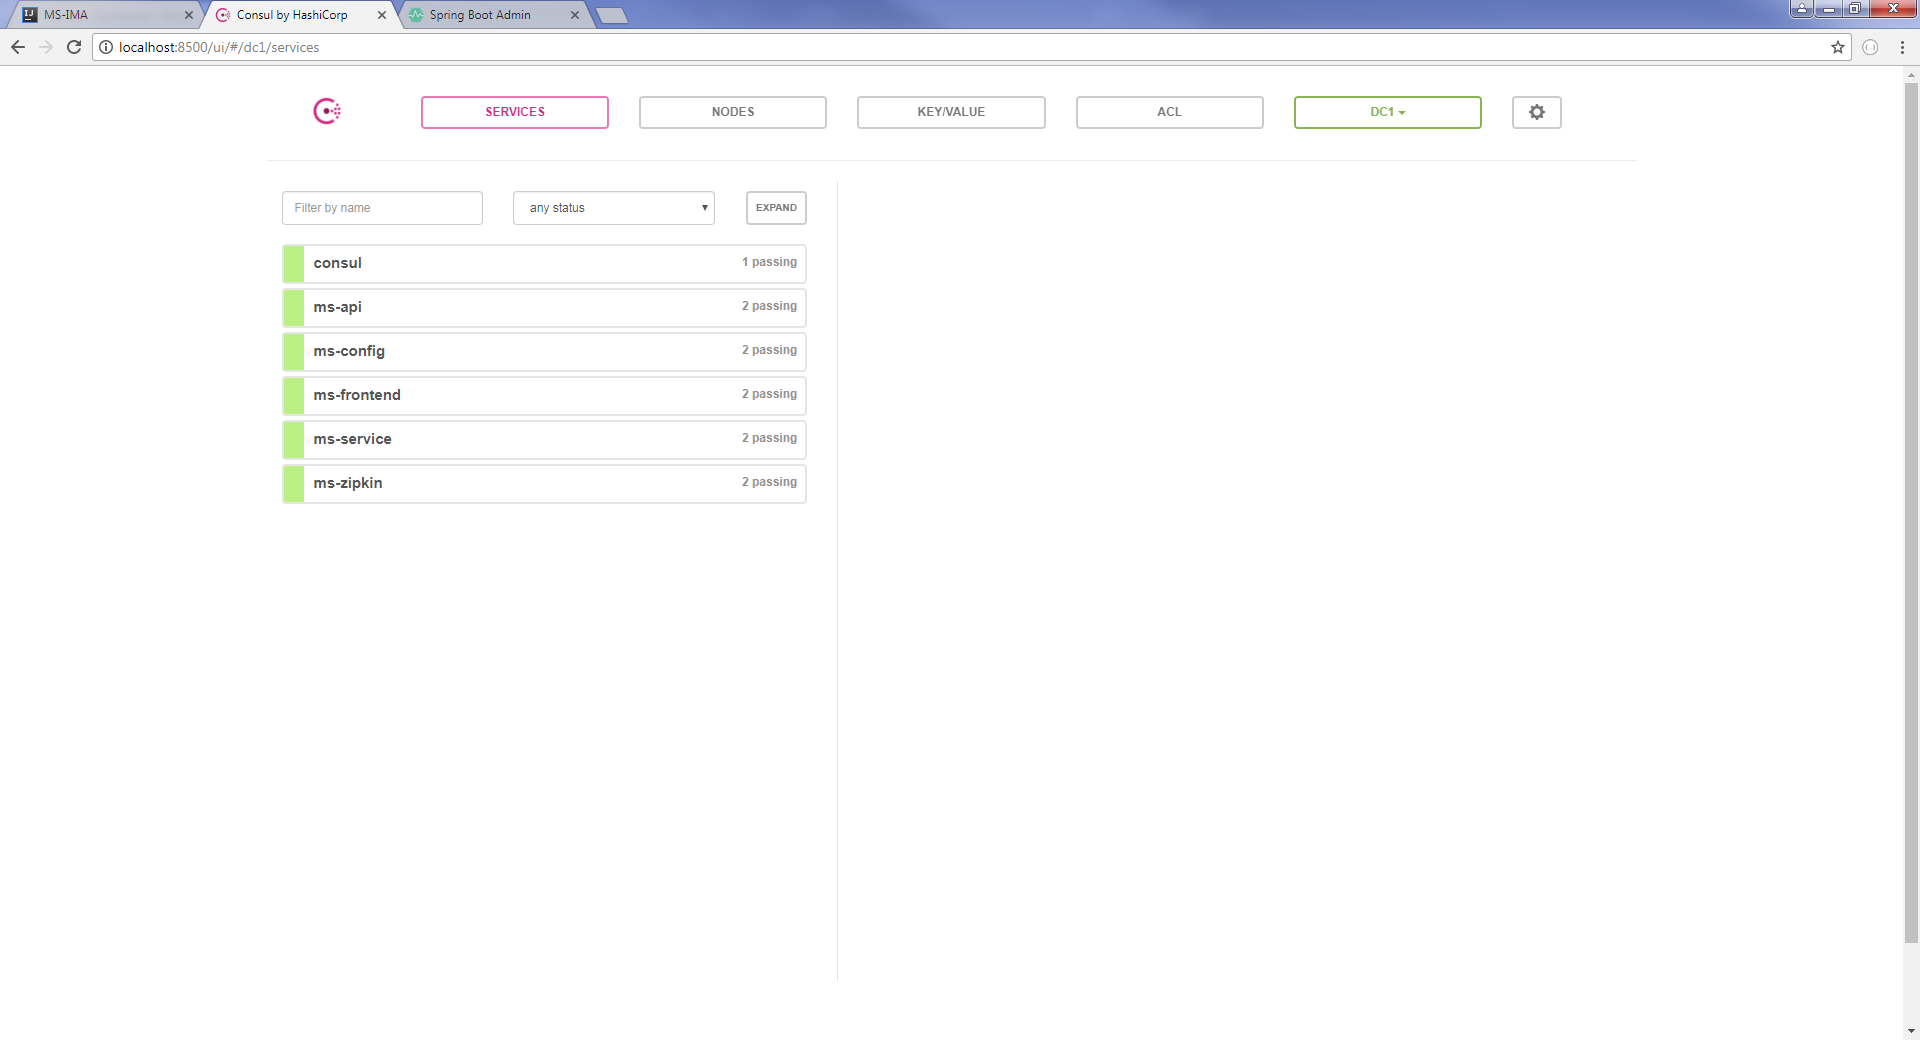 MS-IMA
Consul by HashiCorp
Spring Boot Admin
localhost:8500/ui/#/dc1/services
SERVICES
NODES
KEY/VALUE
ACL
DC1
Filter by name
any status
EXPAND
consul 1 passing
ms-api 2 passing
ms-config 2 passing
ms-frontend 2 passing
ms-service 2 passing
ms-zipkin 2 passing